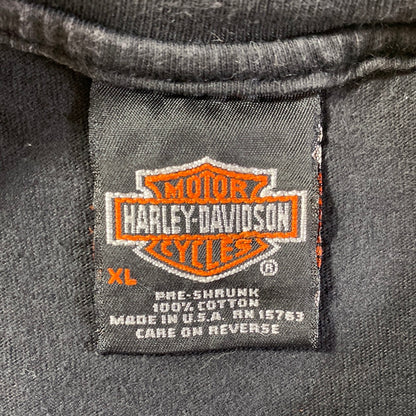 MOTOR
HARLEY-DAVIDSON
CYCLES
®
XL
PRE-SHRUNK
100% COTTON
MADE IN U.S.A. RN 15763
CARE ON REVERSE